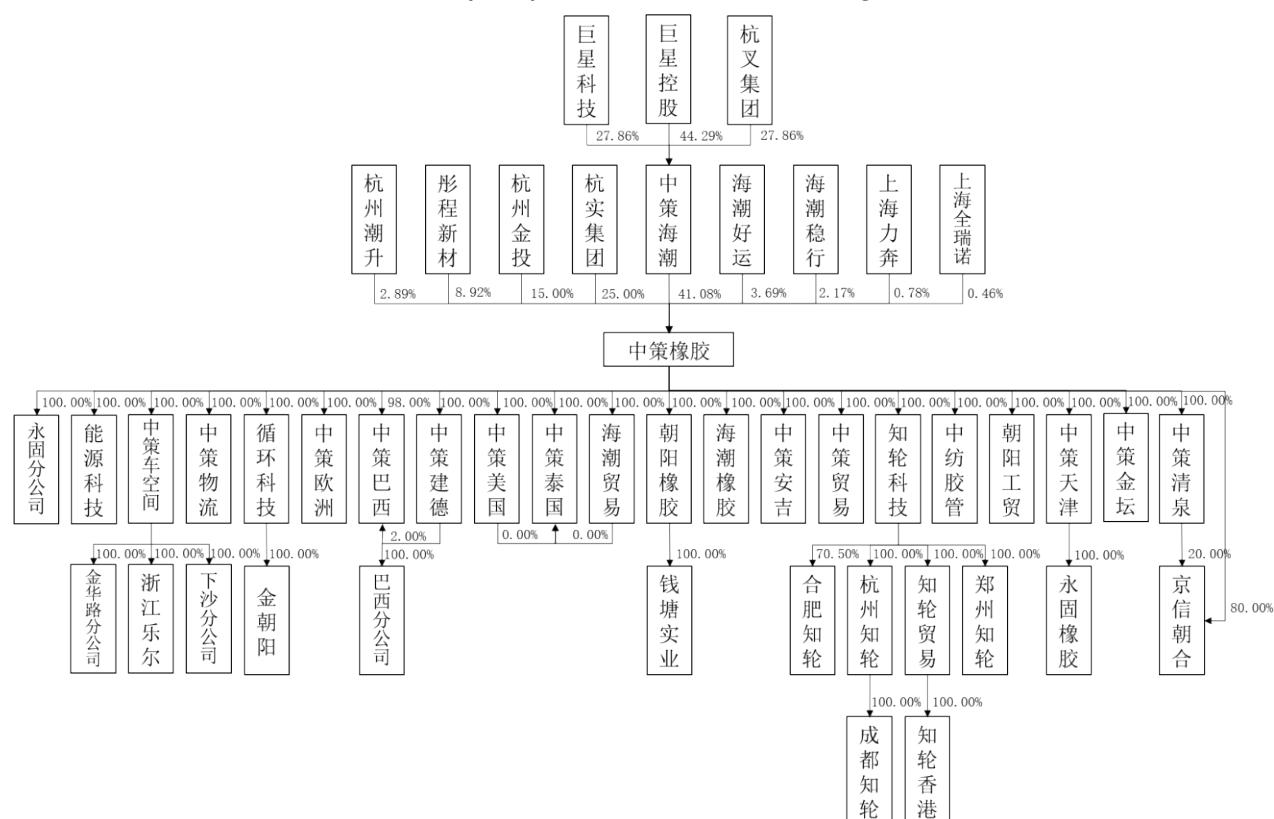 巨星科技
巨星控股
杭叉集团
27.86%
44.29%
27.86%
杭州潮升
彤程新材
杭州金投
杭实集团
中策海潮
海潮好运
海潮稳行
上海力奔
上海全瑞诺
2.89%
8.92%
15.00%
25.00%
41.08%
3.69%
2.17%
0.78%
0.46%
中策橡胶
100.00%
100.00%
100.00%
100.00%
100.00%
100.00%
98.00%
100.00%
100.00%
100.00%
100.00%
100.00%
100.00%
100.00%
100.00%
100.00%
100.00%
100.00%
100.00%
100.00%
100.00%
永固分公司
能源科技
中策车空间
中策物流
循环科技
中策欧洲
中策巴西
中策建德
中策美国
中策泰国
海潮贸易
朝阳橡胶
海潮橡胶
中策安吉
中策贸易
知轮科技
中纺胶管
朝阳工贸
中策天津
中策金坛
中策清泉
2.00%
0.00%
0.00%
100.00%
100.00%
100.00%
100.00%
100.00%
100.00%
70.50%
100.00%
100.00%
100.00%
100.00%
20.00%
80.00%
金华路分公司
浙江乐尔
下沙分公司
金朝阳
巴西分公司
钱塘实业
合肥知轮
杭州知轮
知轮贸易
郑州知轮
永固橡胶
京信朝合
100.00%
100.00%
成都知轮
知轮香港